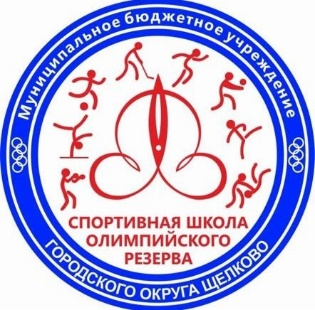 Муниципальное бюджетное учреждение
СПОРТИВНАЯ ШКОЛА
ОЛИМПИЙСКОГО
РЕЗЕРВА
ГОРОДСКОГО ОКРУГА ЩЕЛКОВО